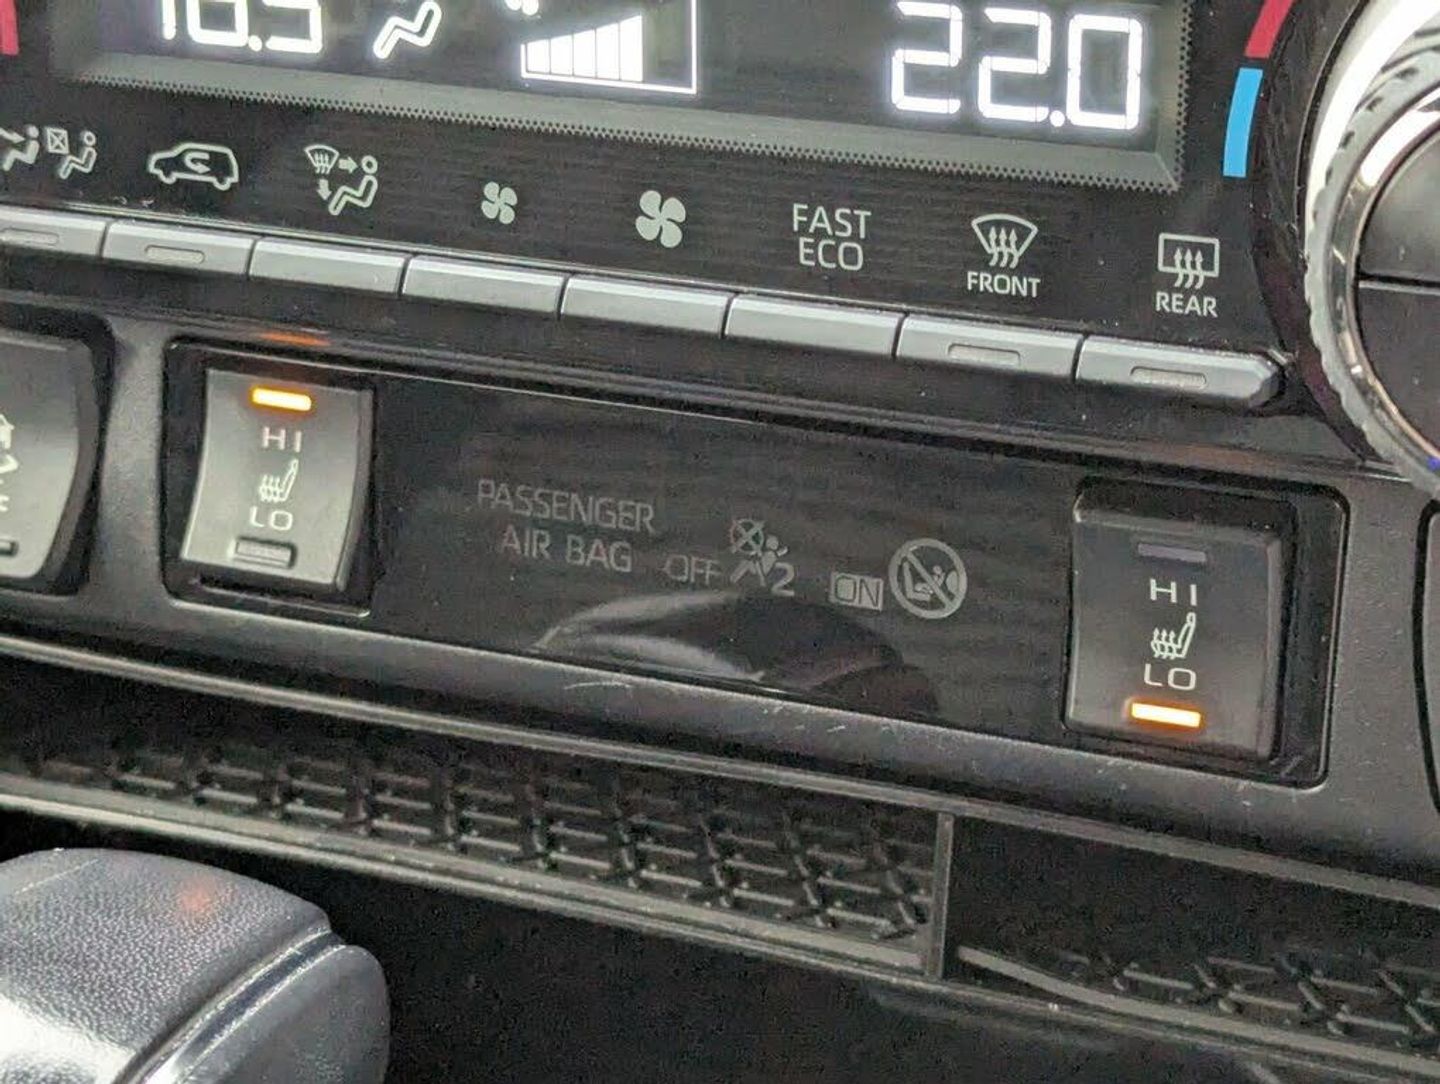 22.0
FAST
ECO
FRONT
REAR
HI
LO
PASSENGER
AIR BAG
OFF
2
ON
HI
LO